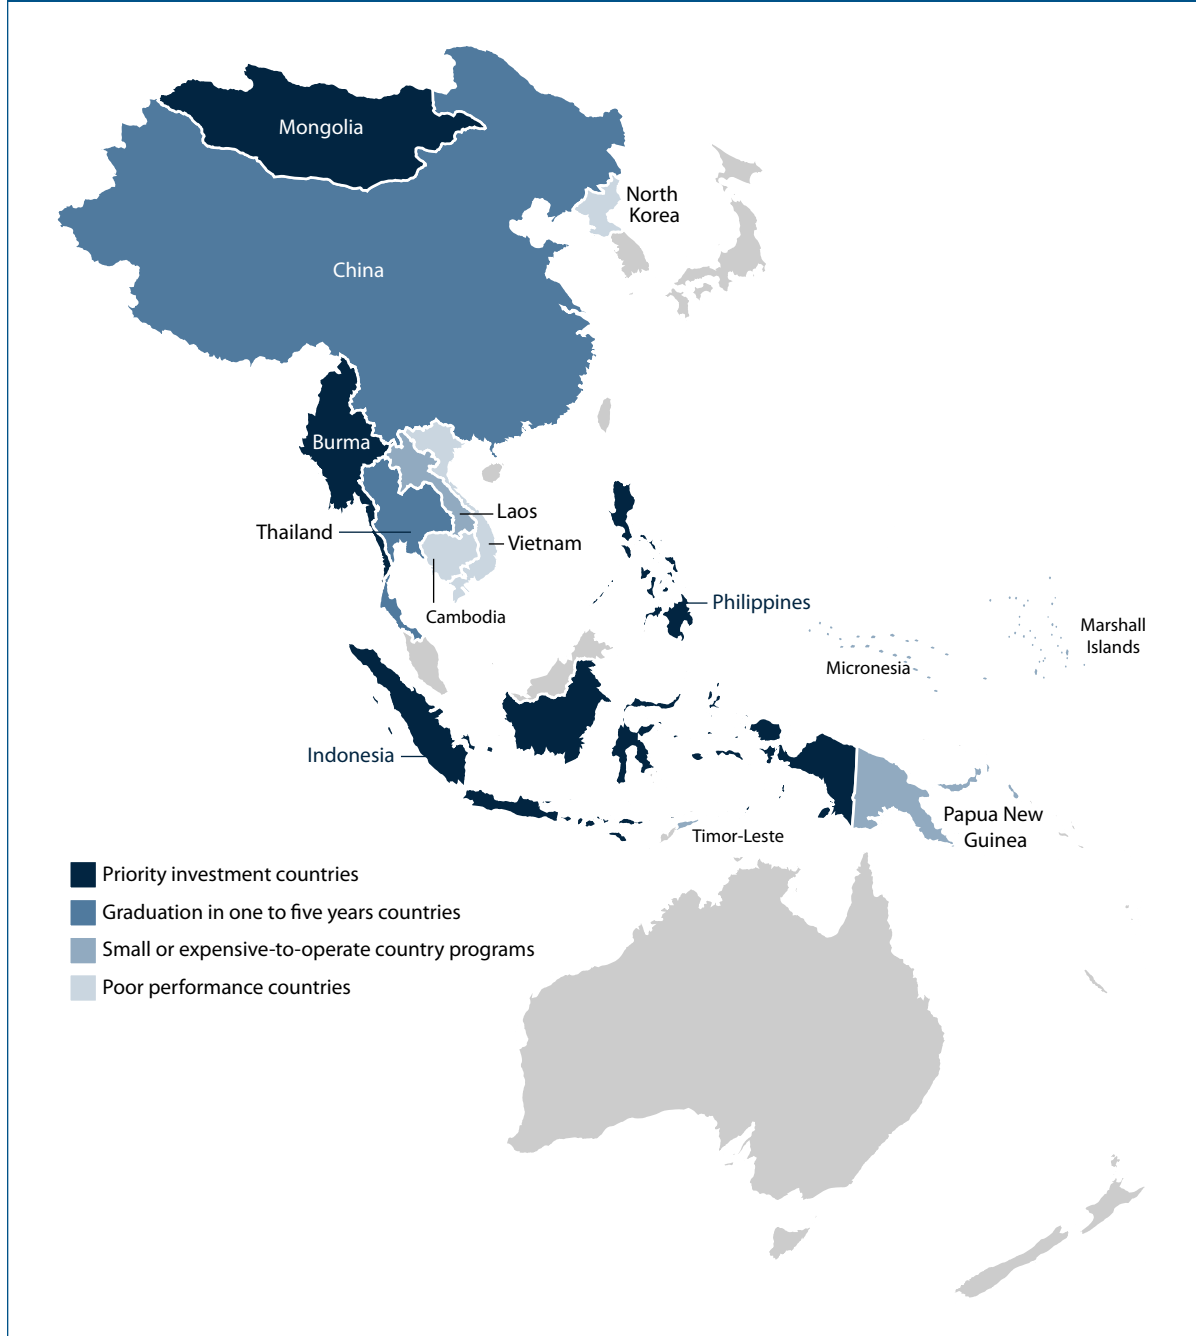 Mongolia
North
Korea
China
Burma
Laos
Thailand
Vietnam
Cambodia
Philippines
Marshall
Islands
Micronesia
Indonesia
Papua New
Guinea
Timor-Leste
Priority investment countries
Graduation in one to five years countries
Small or expensive-to-operate country programs
Poor performance countries